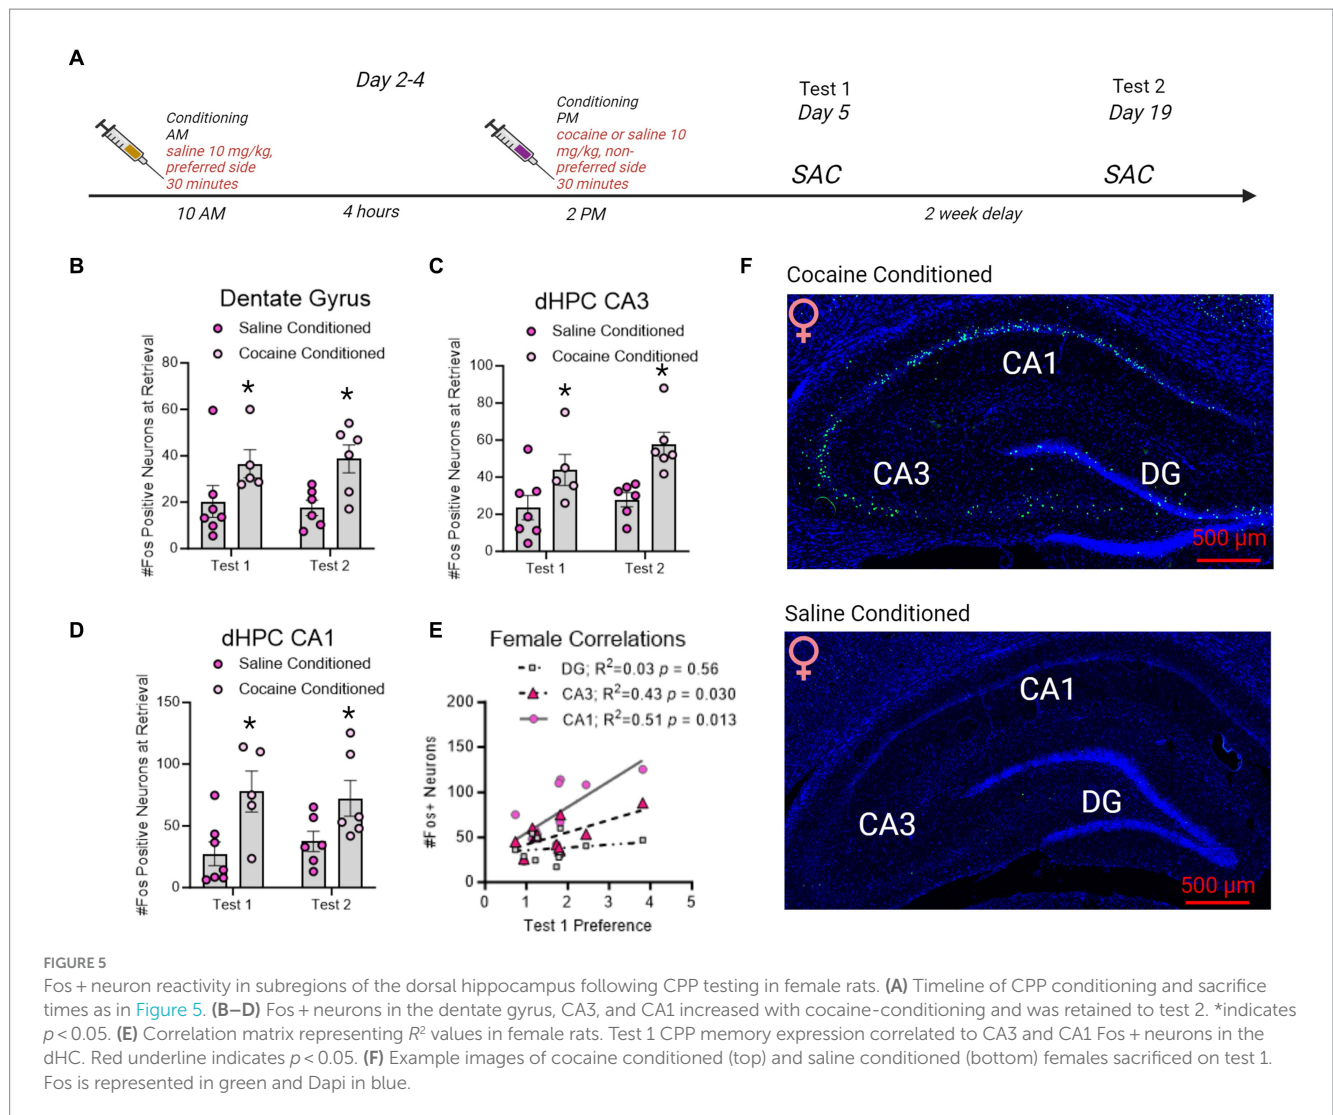 A
Day 2-4
Conditioning
AM
saline 10 mg/kg,
preferred side
30 minutes
Conditioning
PM
cocaine or saline 10
mg/kg, non-
preferred side
30 minutes
Test 1
Day 5
SAC
Test 2
Day 19
SAC
10 AM
4 hours
2 PM
2 week delay
B
Dentate Gyrus
Saline Conditioned
Cocaine Conditioned
#Fos Positive Neurons at Retrieval
80
60
40
20
0
* *
Test 1 Test 2
C
dHPC CA3
Saline Conditioned
Cocaine Conditioned
#Fos Positive Neurons at Retrieval
100
80
60
40
20
0
* *
Test 1 Test 2
D
dHPC CA1
Saline Conditioned
Cocaine Conditioned
#Fos Positive Neurons at Retrieval
150
100
50
0
* *
Test 1 Test 2
E
Female Correlations
DG; R²=0.03 p = 0.56
CA3; R²=0.43 p = 0.030
CA1; R²=0.51 p = 0.013
#Fos+ Neurons
200
150
100
50
0
0 1 2 3 4 5
Test 1 Preference
F
Cocaine Conditioned
♀
CA1
CA3
DG
500 µm
Saline Conditioned
♀
CA1
CA3
DG
500 µm
FIGURE 5
Fos + neuron reactivity in subregions of the dorsal hippocampus following CPP testing in female rats. (A) Timeline of CPP conditioning and sacrifice
times as in Figure 5. (B–D) Fos + neurons in the dentate gyrus, CA3, and CA1 increased with cocaine-conditioning and was retained to test 2. *indicates
p < 0.05. (E) Correlation matrix representing R² values in female rats. Test 1 CPP memory expression correlated to CA3 and CA1 Fos + neurons in the
dHC. Red underline indicates p < 0.05. (F) Example images of cocaine conditioned (top) and saline conditioned (bottom) females sacrificed on test 1.
Fos is represented in green and Dapi in blue.